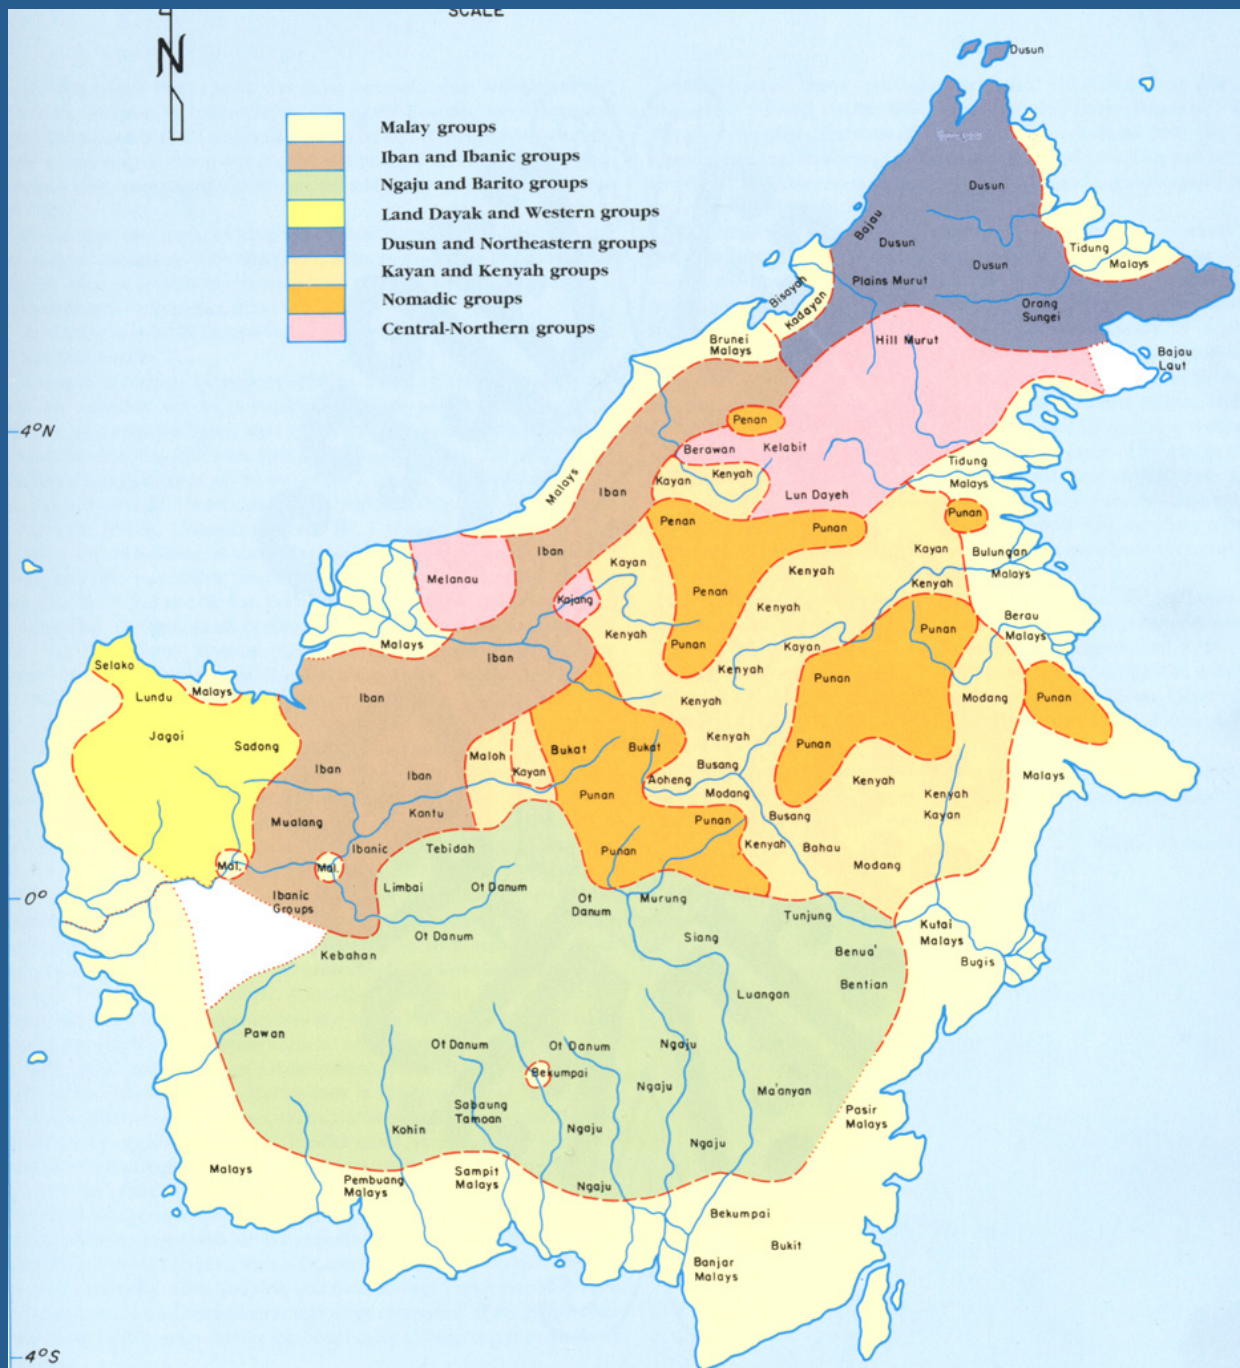 SCALE
N
Malay groups
Iban and Ibanic groups
Ngaju and Barito groups
Land Dayak and Western groups
Dusun and Northeastern groups
Kayan and Kenyah groups
Nomadic groups
Central-Northern groups
Dusun
Dusun
Bajau
Dusun
Dusun
Tidung
Malays
Plains Murut
Orang
Sungei
Bisayah
Kadayan
Brunei
Malays
Hill Murut
Bajau
Laut
4°N
Penan
Berawan
Kelabit
Kayan
Kenyah
Tidung
Malays
Malays
Iban
Lun Dayeh
Penan
Punan
Punan
Iban
Kayan
Kayan
Bulungan
Malays
Melanau
Kenyah
Kenyah
Kajang
Penan
Kenyah
Berau
Malays
Malays
Kenyah
Punan
Punan
Kayan
Iban
Kenyah
Selako
Lundu
Malays
Iban
Kenyah
Punan
Modang
Punan
Jagoi
Sadong
Maloh
Bukat
Bukat
Kenyah
Punan
Iban
Iban
Kayan
Aoheng
Busang
Kenyah
Malays
Punan
Modang
Kenyah
Kayan
Mualang
Kantu
Punan
Busang
Ibanic
Tebidah
Punan
Kenyah
Bahau
Modang
Mal.
Mal.
Limbai
Ot Danum
0°
Ibanic
Groups
Ot
Danum
Murung
Tunjung
Kutai
Malays
Ot Danum
Siang
Kebahan
Benua'
Bugis
Bentian
Luangan
Pawan
Ot Danum
Ot Danum
Ngaju
Bekumpai
Ngaju
Ma'anyan
Sabaung
Tamoan
Pasir
Malays
Kohin
Ngaju
Ngaju
Malays
Pembuang
Malays
Sampit
Malays
Ngaju
Bekumpai
Bukit
Banjar
Malays
4°S